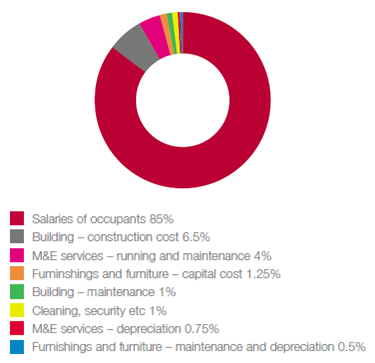 Salaries of occupants 85%
Building – construction cost 6.5%
M&E services – running and maintenance 4%
Furninshings and furniture – capital cost 1.25%
Building – maintenance 1%
Cleaning, security etc 1%
M&E services – depreciation 0.75%
Furnishings and furniture – maintenance and depreciation 0.5%